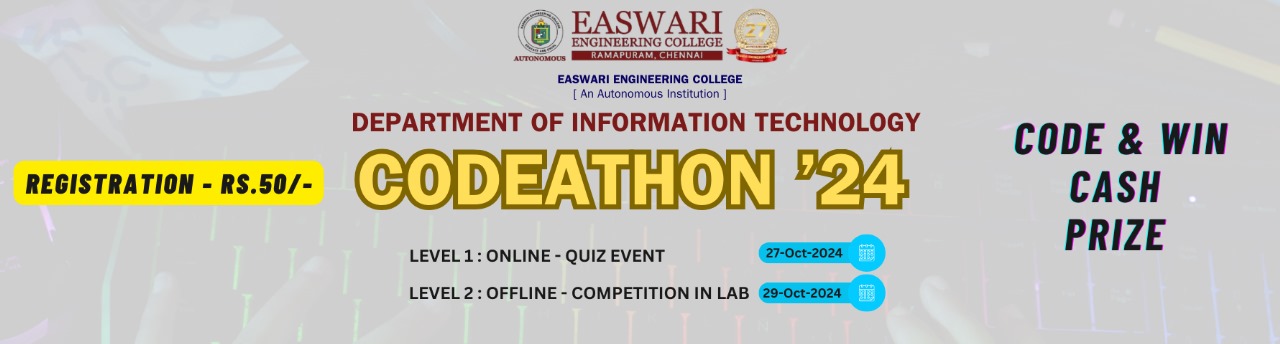 EASWARI
ENGINEERING COLLEGE
AUTONOMOUS
RAMAPURAM, CHENNAI
27
EASWARI ENGINEERING COLLEGE
[ An Autonomous Institution ]
DEPARTMENT OF INFORMATION TECHNOLOGY
CODEATHON ’24
REGISTRATION - RS.50/-
CODE & WIN
CASH
PRIZE
LEVEL 1 : ONLINE - QUIZ EVENT 27-Oct-2024
LEVEL 2 : OFFLINE - COMPETITION IN LAB 29-Oct-2024